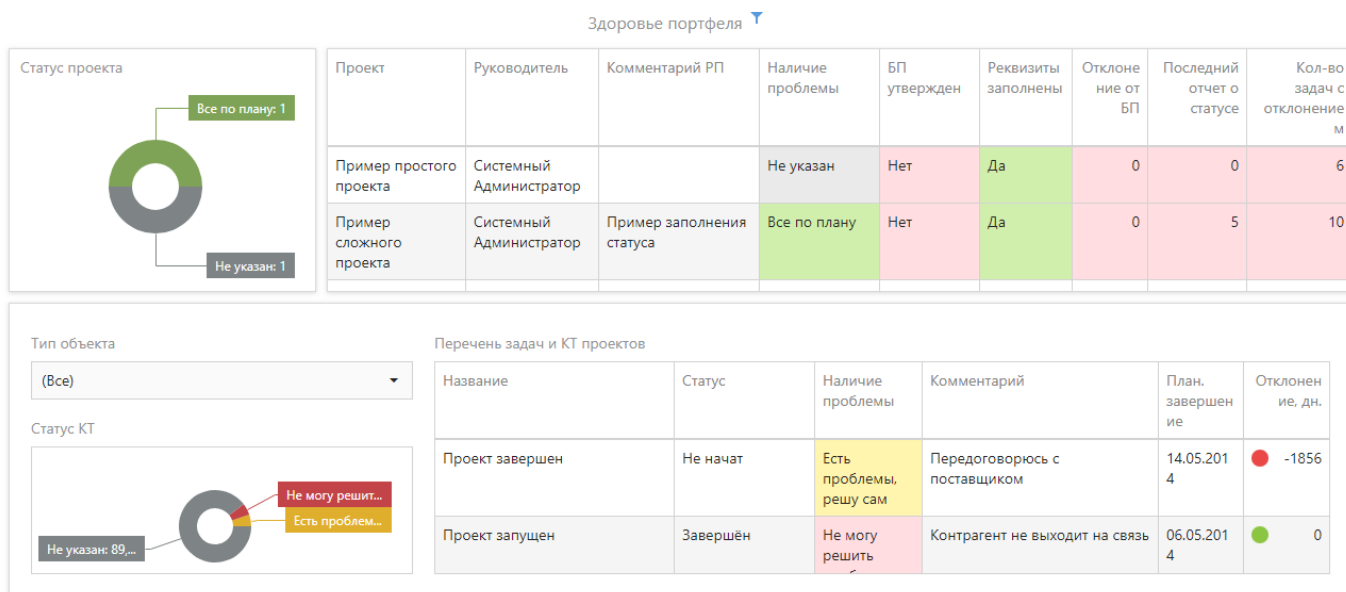 Здоровье портфеля
Статус проекта
Все по плану: 1
Не указан: 1
Проект
Руководитель
Комментарий РП
Наличие
проблемы
БП
утвержден
Реквизиты
заполнены
Отклоне
ние от
БП
Последний
отчет о
статусе
Кол-во
задач с
отклонение
м
Пример простого
проекта
Системный
Администратор
Не указан
Нет
Да
0
0
6
Пример
сложного
проекта
Системный
Администратор
Пример заполнения
статуса
Все по плану
Нет
Да
0
5
10
Тип объекта
(Все)
Статус КТ
Не могу решит...
Есть проблем...
Не указан: 89,...
Перечень задач и КТ проектов
Название
Статус
Наличие
проблемы
Комментарий
План.
завершен
ие
Отклонен
ие, дн.
Проект завершен
Не начат
Есть
проблемы,
решу сам
Передоговорюсь с
поставщиком
14.05.201
4
-1856
Проект запущен
Завершён
Не могу
решить
Контрагент не выходит на связь
06.05.201
4
0